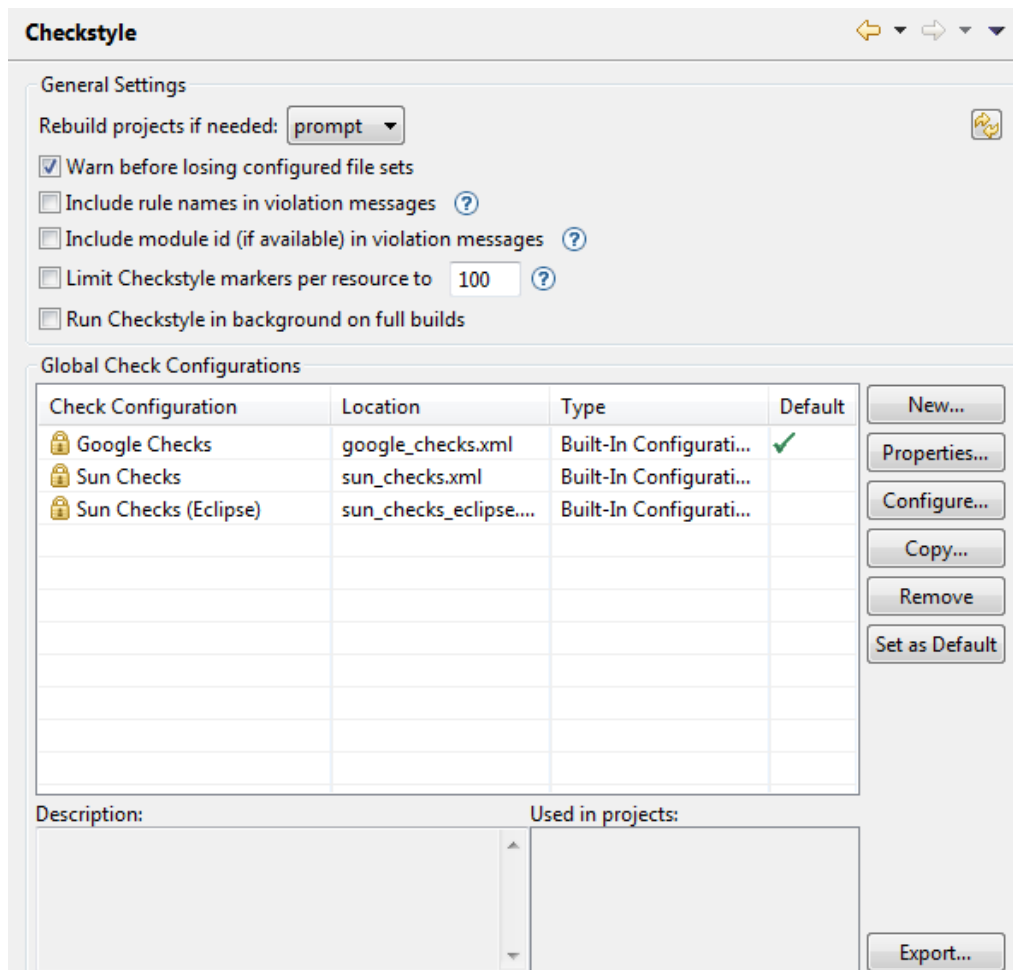 Checkstyle
General Settings
Rebuild projects if needed: prompt
Warn before losing configured file sets
Include rule names in violation messages ?
Include module id (if available) in violation messages ?
Limit Checkstyle markers per resource to 100 ?
Run Checkstyle in background on full builds
Global Check Configurations
Check Configuration Location Type Default New...
Google Checks google_checks.xml Built-In Configurati... Properties...
Sun Checks sun_checks.xml Built-In Configurati...
Sun Checks (Eclipse) sun_checks_eclipse.... Built-In Configurati... Configure...
Copy...
Remove
Set as Default
Description: Used in projects:
Export...